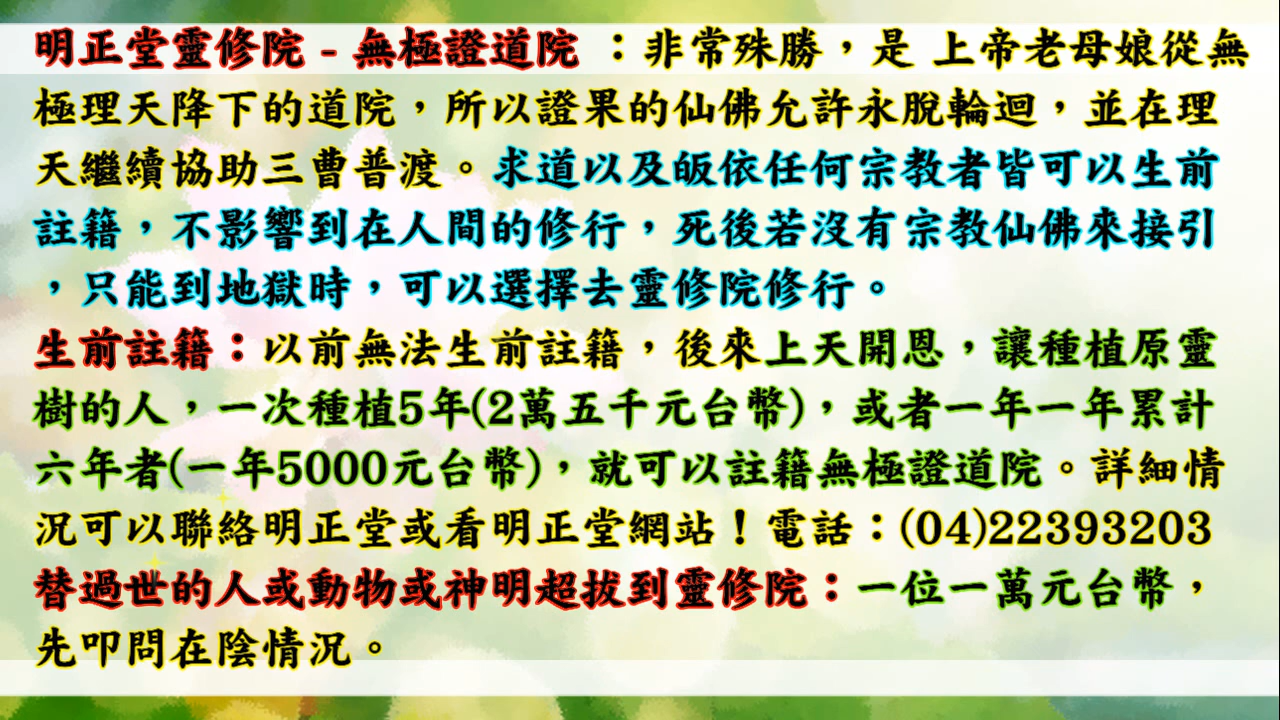 明正堂靈修院 - 無極證道院 ：非常殊勝，是 上帝老母娘從無
極理天降下的道院，所以證果的仙佛允許永脫輪迴，並在理
天繼續協助三曹普渡。求道以及皈依任何宗教者皆可以生前
註籍，不影響到在人間的修行，死後若沒有宗教仙佛來接引
，只能到地獄時，可以選擇去靈修院修行。
生前註籍：以前無法生前註籍，後來上天開恩，讓種植原靈
樹的人，一次種植5年(2萬五千元台幣)，或者一年一年累計
六年者(一年5000元台幣)，就可以註籍無極證道院。詳細情
況可以聯絡明正堂或看明正堂網站！電話：(04)22393203
替過世的人或動物或神明超拔到靈修院：一位一萬元台幣，
先叩問在陰情況。